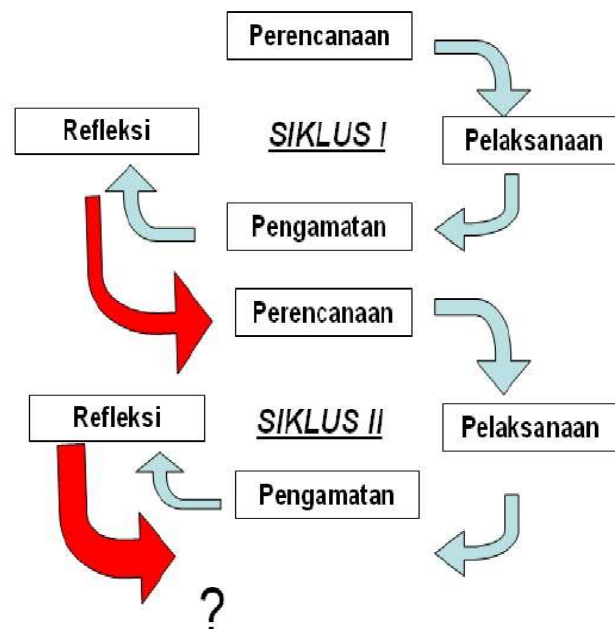 Perencanaan
Refleksi
SIKLUS I
Pelaksanaan
Pengamatan
Perencanaan
Refleksi
SIKLUS II
Pelaksanaan
Pengamatan
?